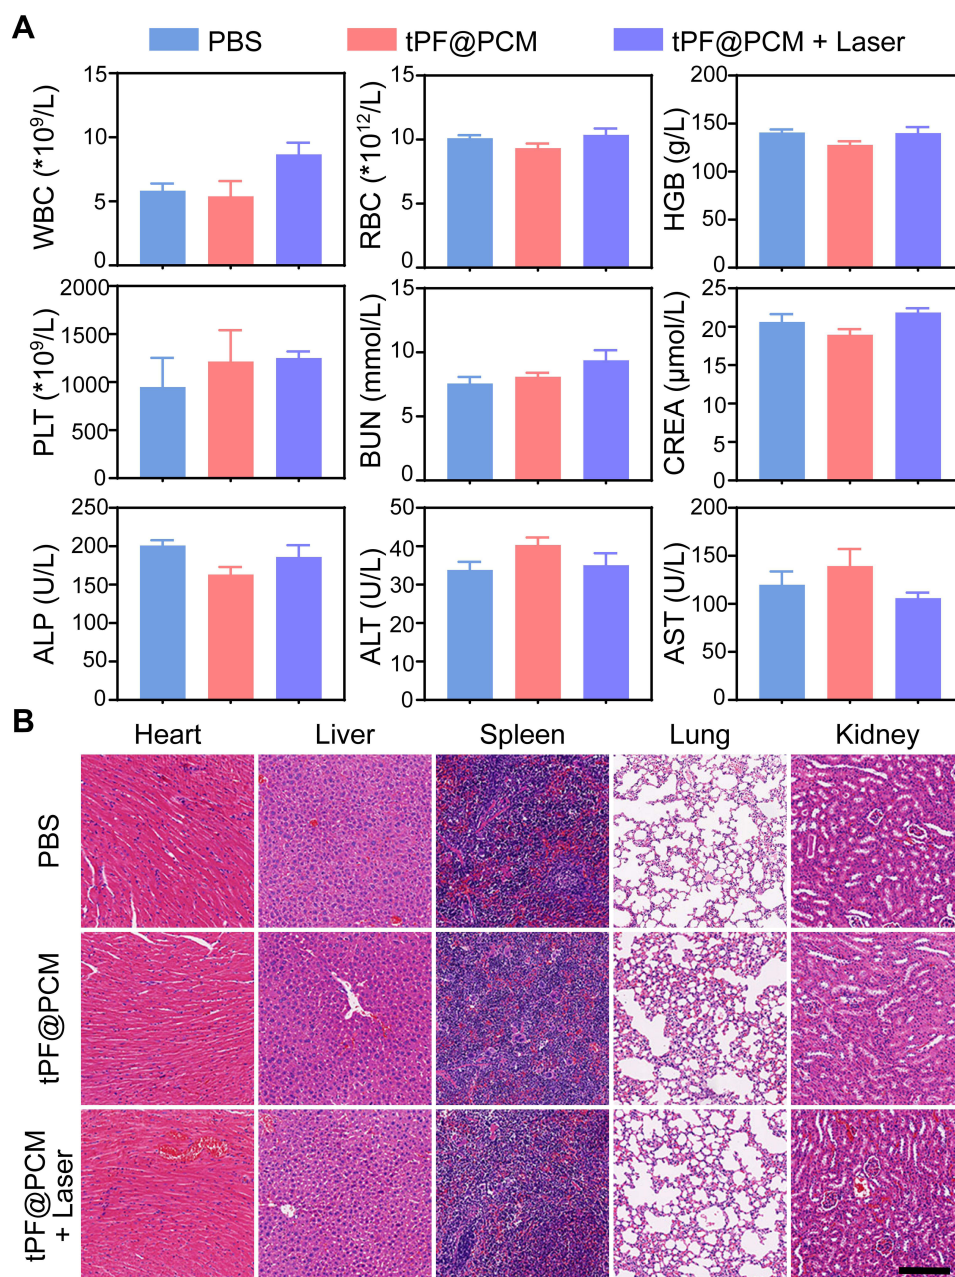 A
PBS tPF@PCM tPF@PCM + Laser
WBC (*10⁹/L)
15
10
5
0
RBC (*10¹²/L)
15
10
5
0
HGB (g/L)
200
150
100
50
0
PLT (*10⁹/L)
2000
1500
1000
500
0
BUN (mmol/L)
15
10
5
0
CREA (μmol/L)
25
20
15
10
5
0
ALP (U/L)
250
200
150
100
50
0
ALT (U/L)
50
40
30
20
10
0
AST (U/L)
200
150
100
50
0
B
Heart Liver Spleen Lung Kidney
PBS
tPF@PCM
tPF@PCM
+ Laser